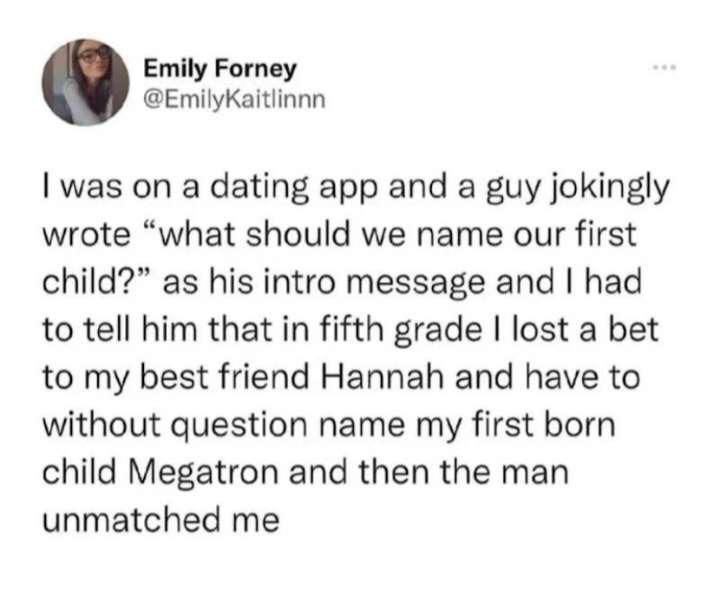 Emily Forney
@EmilyKaitlinnn
I was on a dating app and a guy jokingly
wrote “what should we name our first
child?” as his intro message and I had
to tell him that in fifth grade I lost a bet
to my best friend Hannah and have to
without question name my first born
child Megatron and then the man
unmatched me